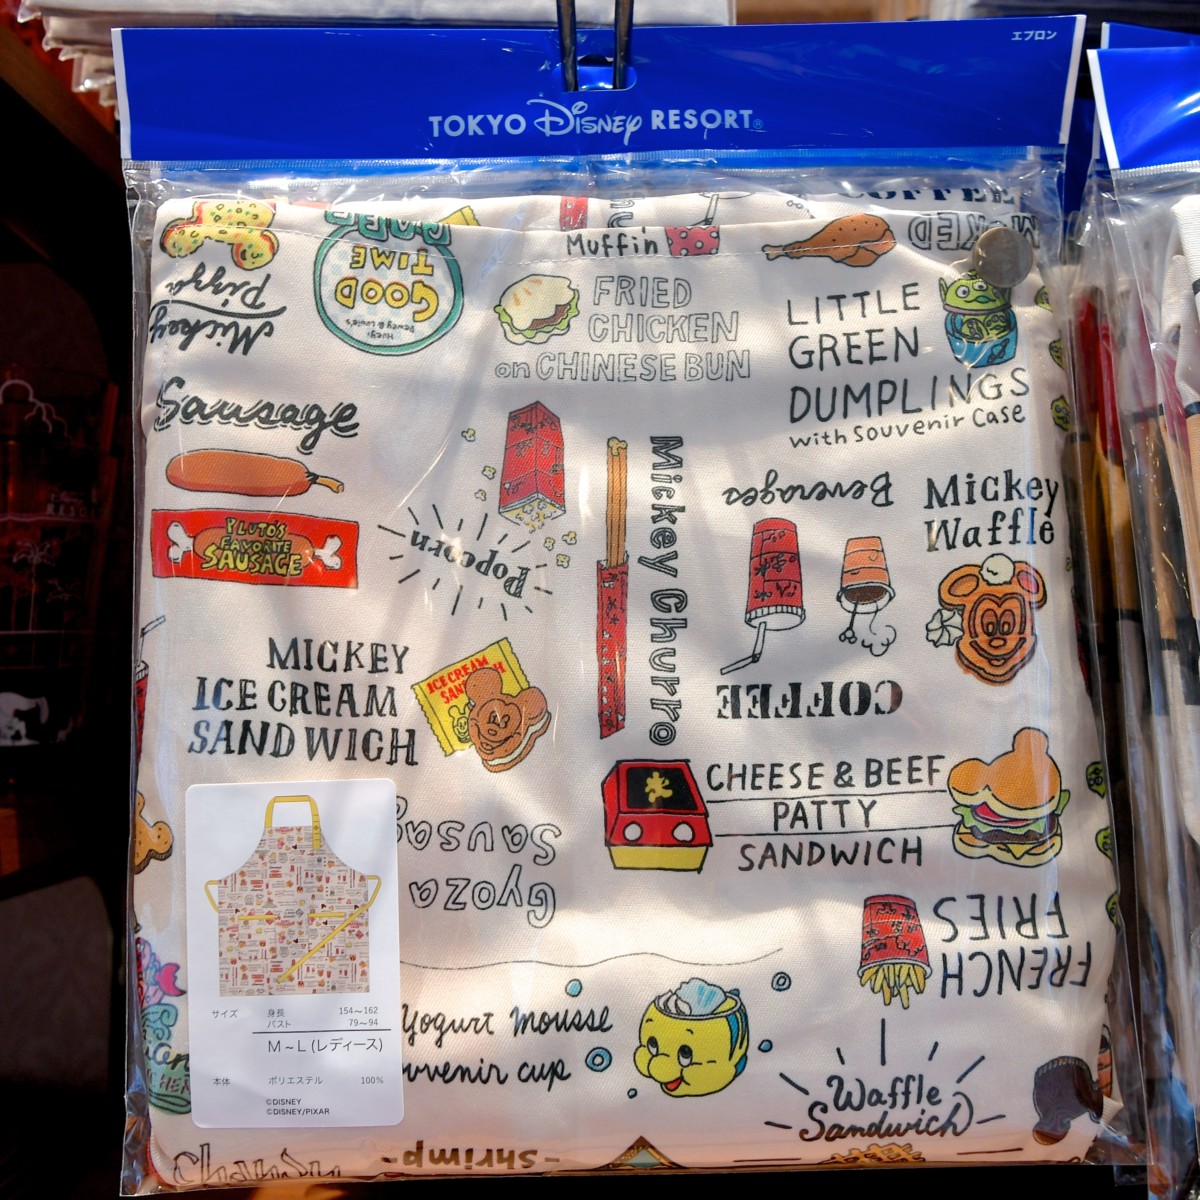 エプロン
TOKYO Disney RESORT®
COFFEE
Muffin
FRIED
CHICKEN
on CHINESE BUN
GOOD
TIME
Huey,
Dewey & Louie's
Mickey
Pizza
LITTLE
GREEN
DUMPLINGS
with Souvenir Case
Sausage
PLUTO'S
FAVORITE
SAUSAGE
Popcorn
Mickey Churro
Beverages
COFFEE
Mickey
Waffle
MICKEY
ICE CREAM
SANDWICH
ICE CREAM
CHEESE & BEEF
PATTY
SANDWICH
Gyoza
FRENCH
FRIES
Yogurt Mousse
cup
Waffle
Sandwich
-Shrimp-
サイズ 身長 154～162
バスト 79～94
M～L (レディース)
本体 ポリエステル 100%
©DISNEY
©DISNEY/PIXAR